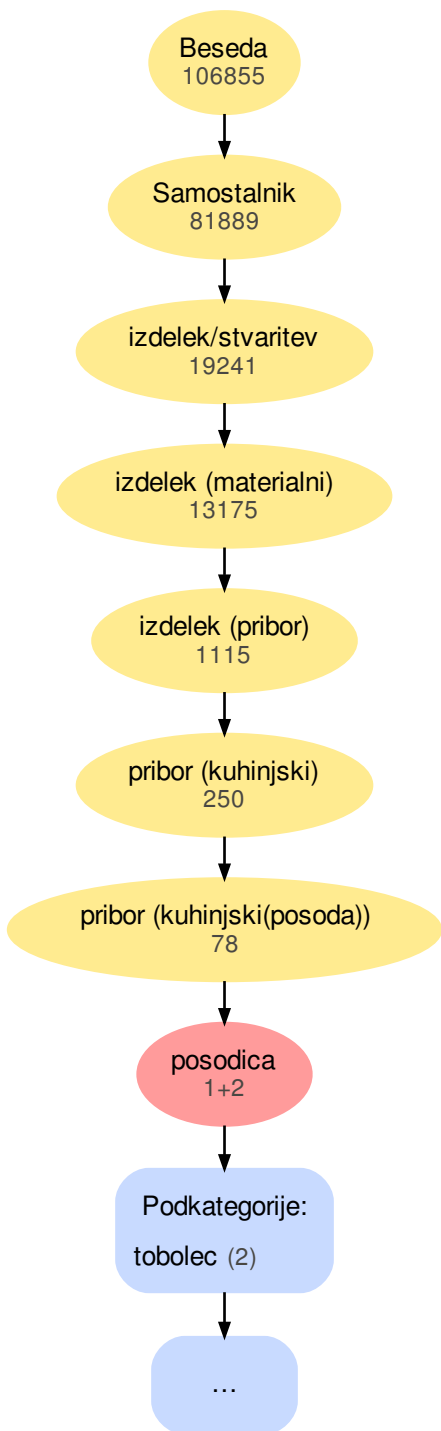 Beseda
106855
Samostalnik
81889
izdelek/stvaritev
19241
izdelek (materialni)
13175
izdelek (pribor)
1115
pribor (kuhinjski)
250
pribor (kuhinjski(posoda))
78
posodica
1+2
Podkategorije:
tobolec (2)
...